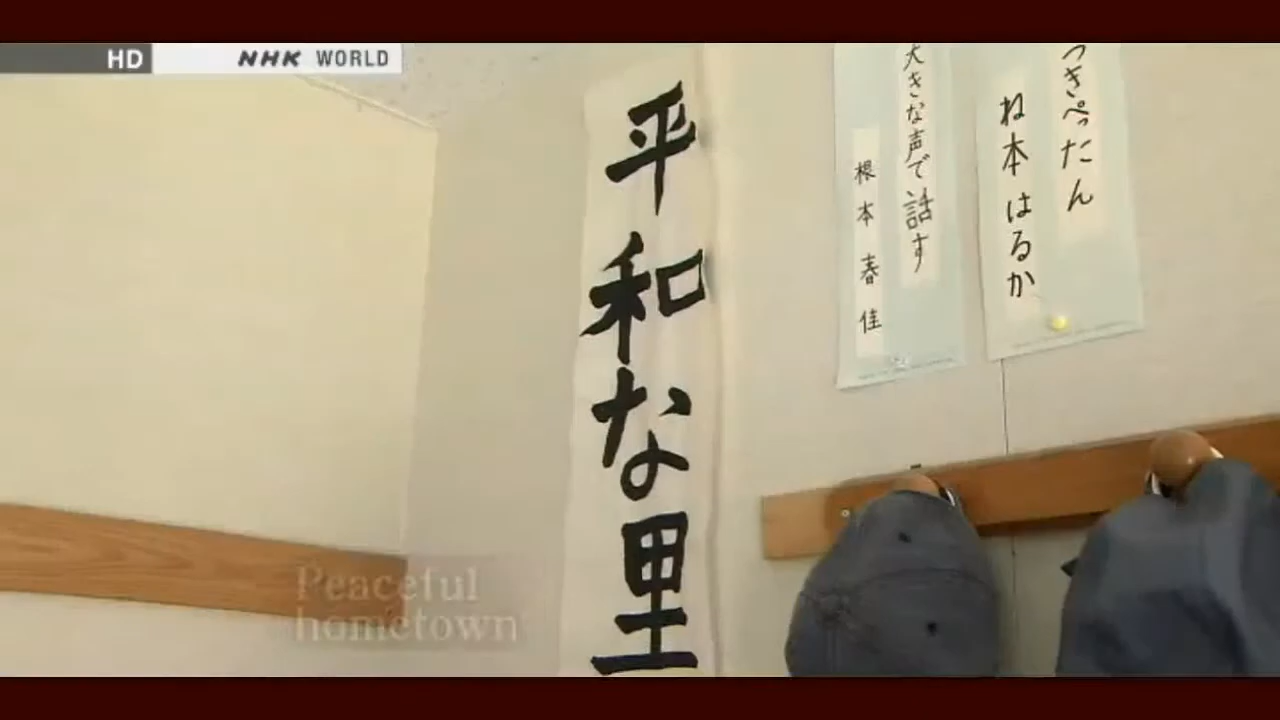 HD NHK WORLD
平和な里
つきぺったん
ね本はるか
大きな声で話す
根本春佳
Peaceful
hometown